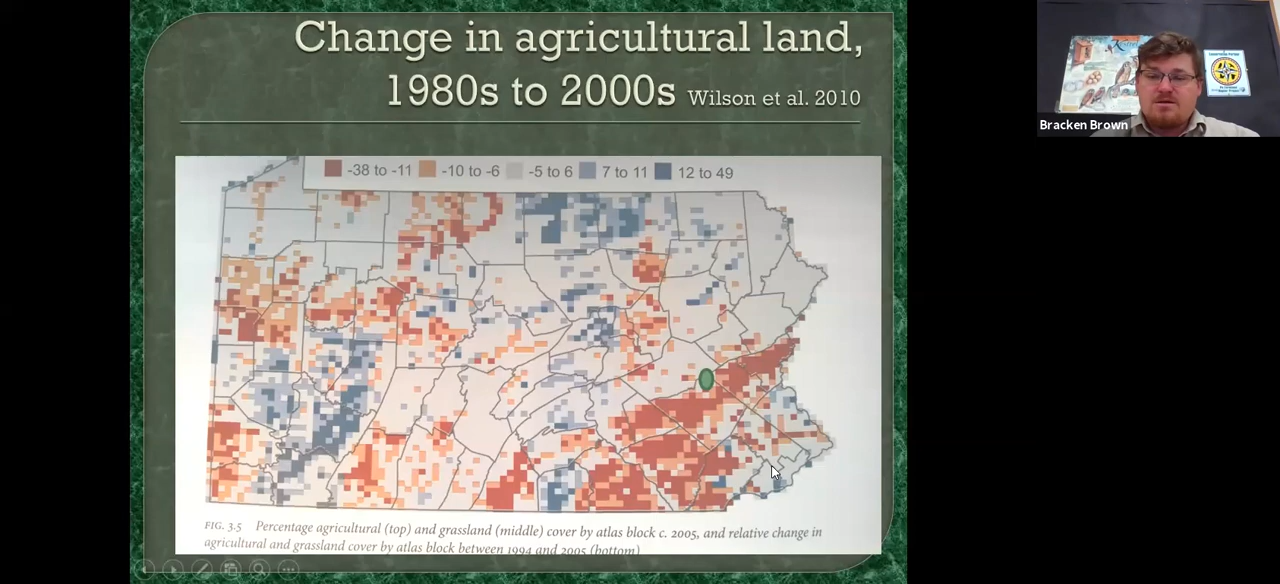 Change in agricultural land,
1980s to 2000s Wilson et al. 2010
-38 to -11 -10 to -6 -5 to 6 7 to 11 12 to 49
FIG. 3.5 Percentage agricultural (top) and grassland (middle) cover by atlas block c. 2005, and relative change in
agricultural and grassland cover by atlas block between 1994 and 2005 (bottom)
Kestrel
Bracken Brown